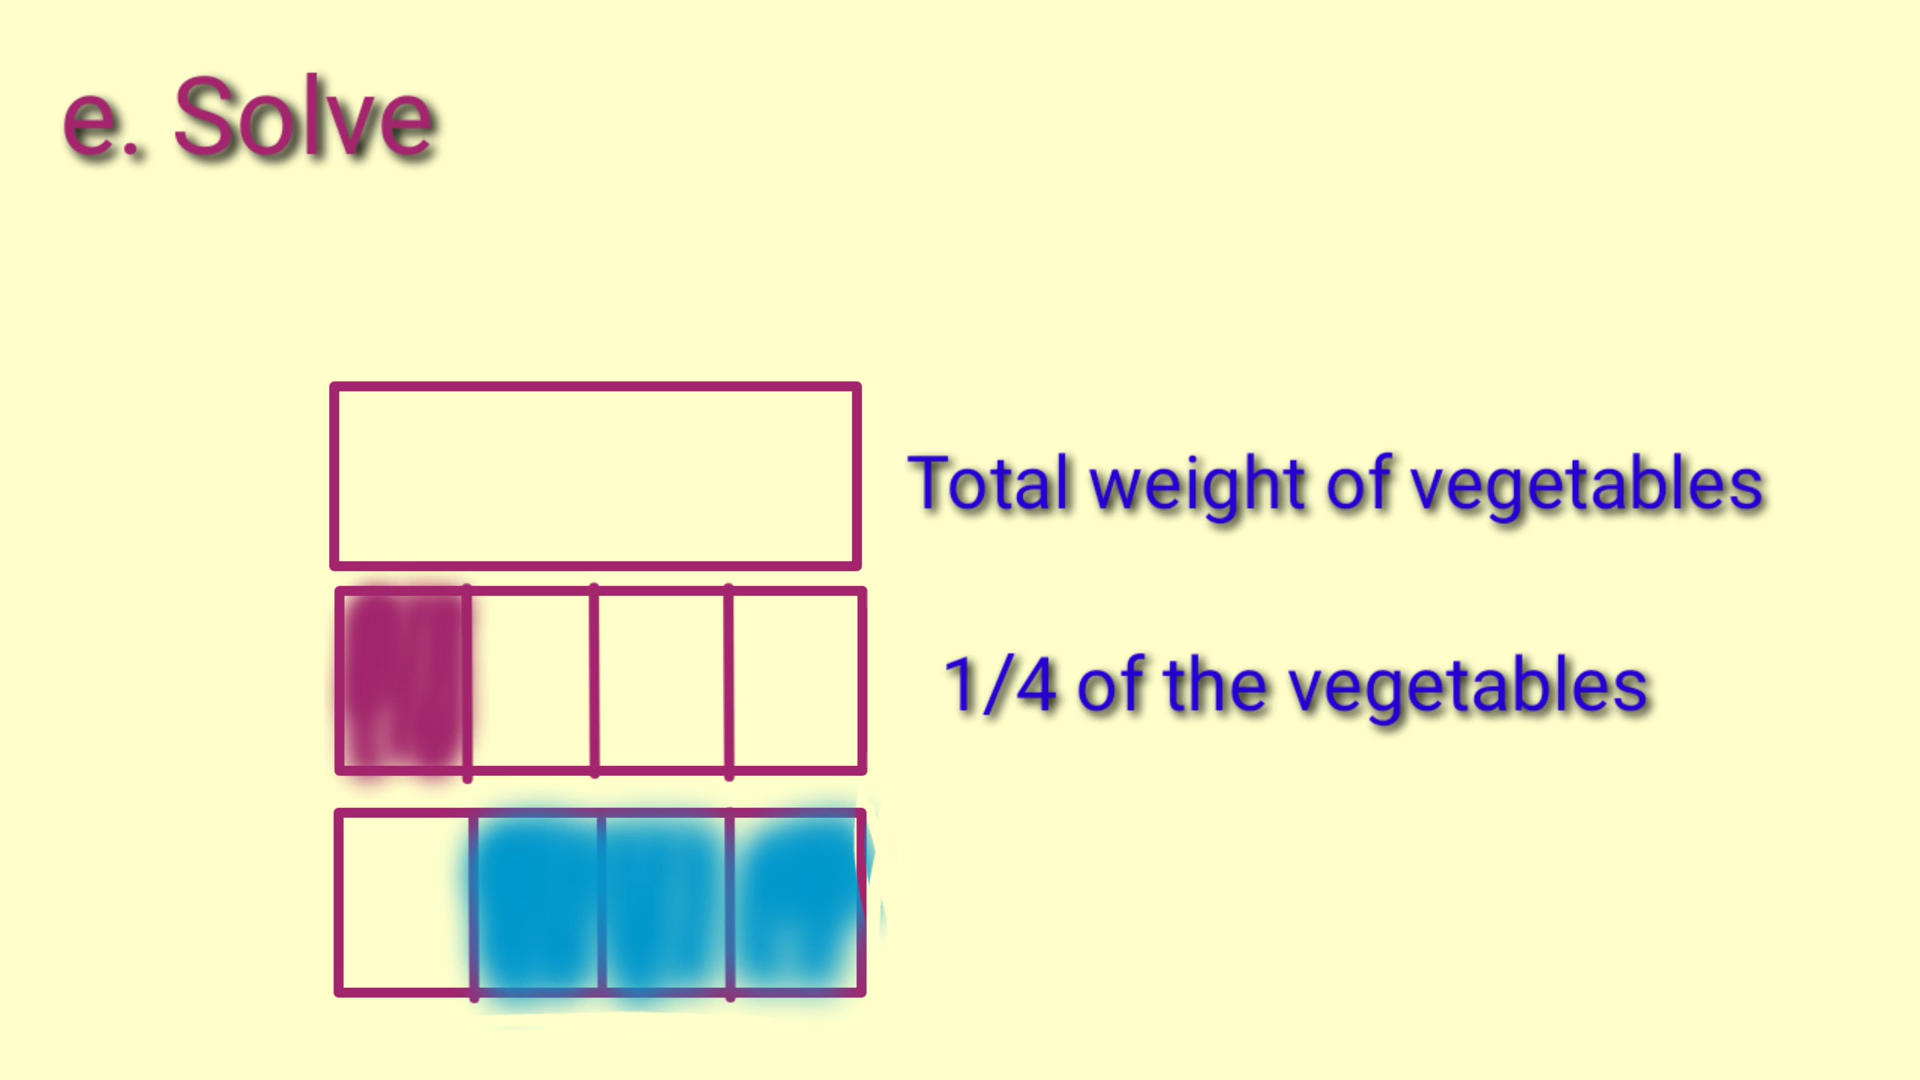 e. Solve
Total weight of vegetables
1/4 of the vegetables